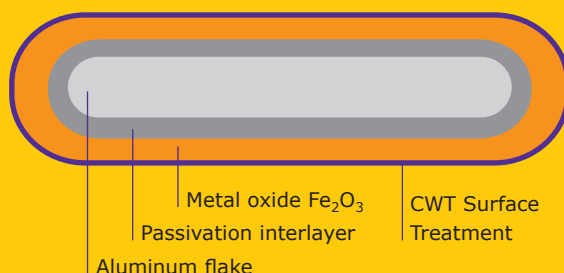 Metal oxide Fe₂O₃
CWT Surface
Treatment
Passivation interlayer
Aluminum flake